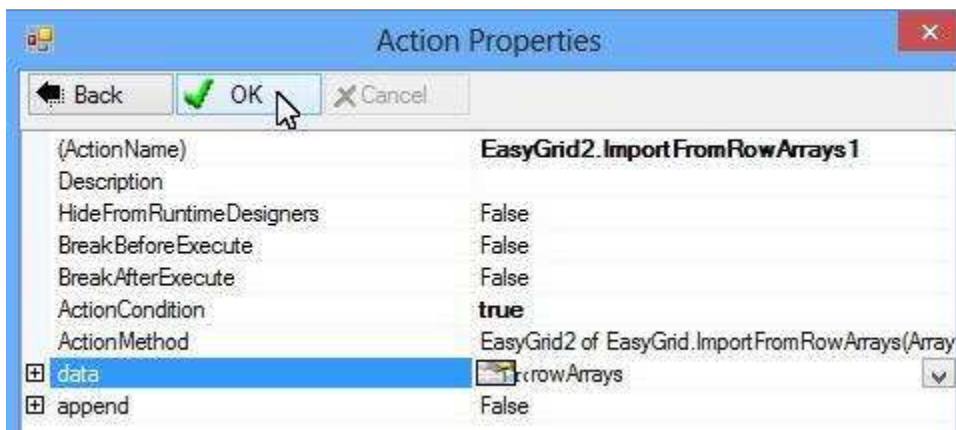 Action Properties
Back OK Cancel
(ActionName) EasyGrid2.ImportFromRowArrays1
Description
HideFromRuntimeDesigners False
BreakBeforeExecute False
BreakAfterExecute False
ActionCondition true
ActionMethod EasyGrid2 of EasyGrid.ImportFromRowArrays(Array
data rowArrays
append False